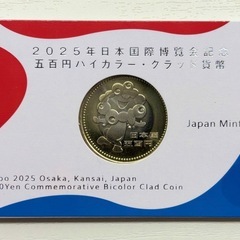 2025年日本国際博覧会記念
五百円ハイカラー・クラッド貨幣
日本国
五百円
Japan Mint
po 2025 Osaka, Kansai, Japan
0Yen Commemorative Bicolor Clad Coin